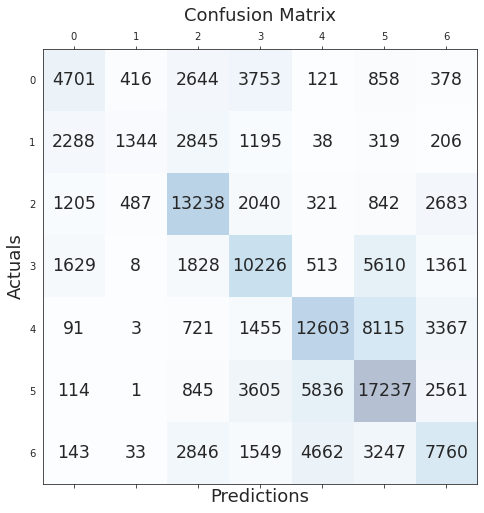 Confusion Matrix
0 1 2 3 4 5 6
0 4701 416 2644 3753 121 858 378
1 2288 1344 2845 1195 38 319 206
2 1205 487 13238 2040 321 842 2683
3 1629 8 1828 10226 513 5610 1361
4 91 3 721 1455 12603 8115 3367
5 114 1 845 3605 5836 17237 2561
6 143 33 2846 1549 4662 3247 7760
Actuals
Predictions